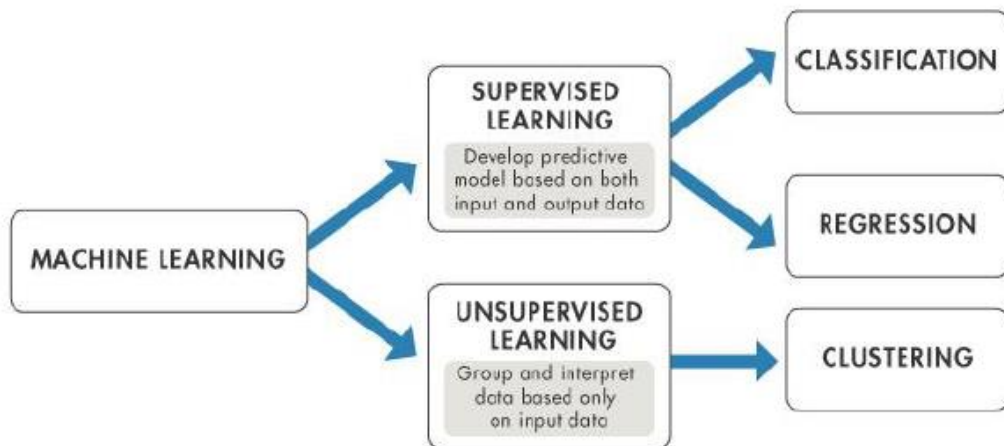 MACHINE LEARNING
SUPERVISED
LEARNING
Develop predictive
model based on both
input and output data
UNSUPERVISED
LEARNING
Group and interpret
data based only
on input data
CLASSIFICATION
REGRESSION
CLUSTERING